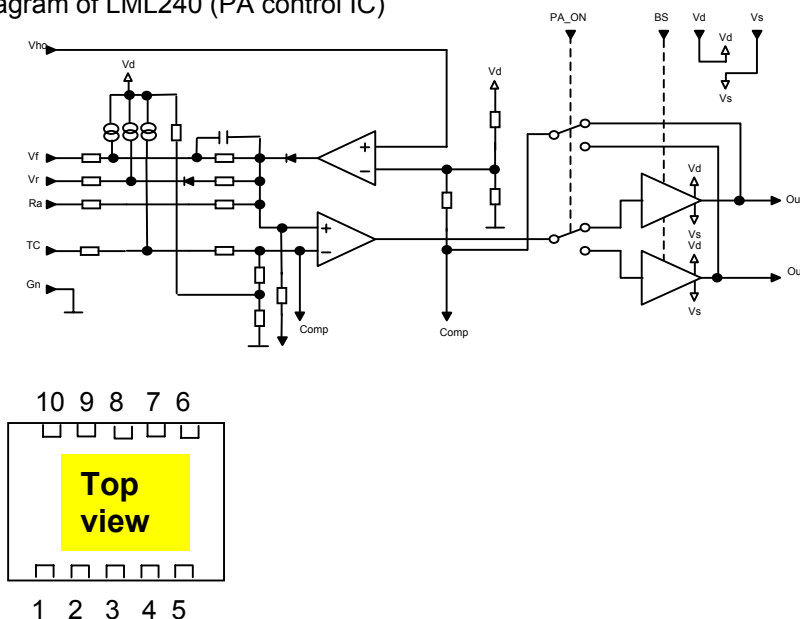 agram of LML240 (PA control IC)
PA_ON
BS
Vd
Vs
Vho
Vd
Vd
Vs
Vd
Vf
Vr
Ra
TC
Gn
+
−
+
−
Comp
Comp
Vd
Vs
Vd
Vs
Ou
Ou
10 9 8 7 6
Top
view
1 2 3 4 5